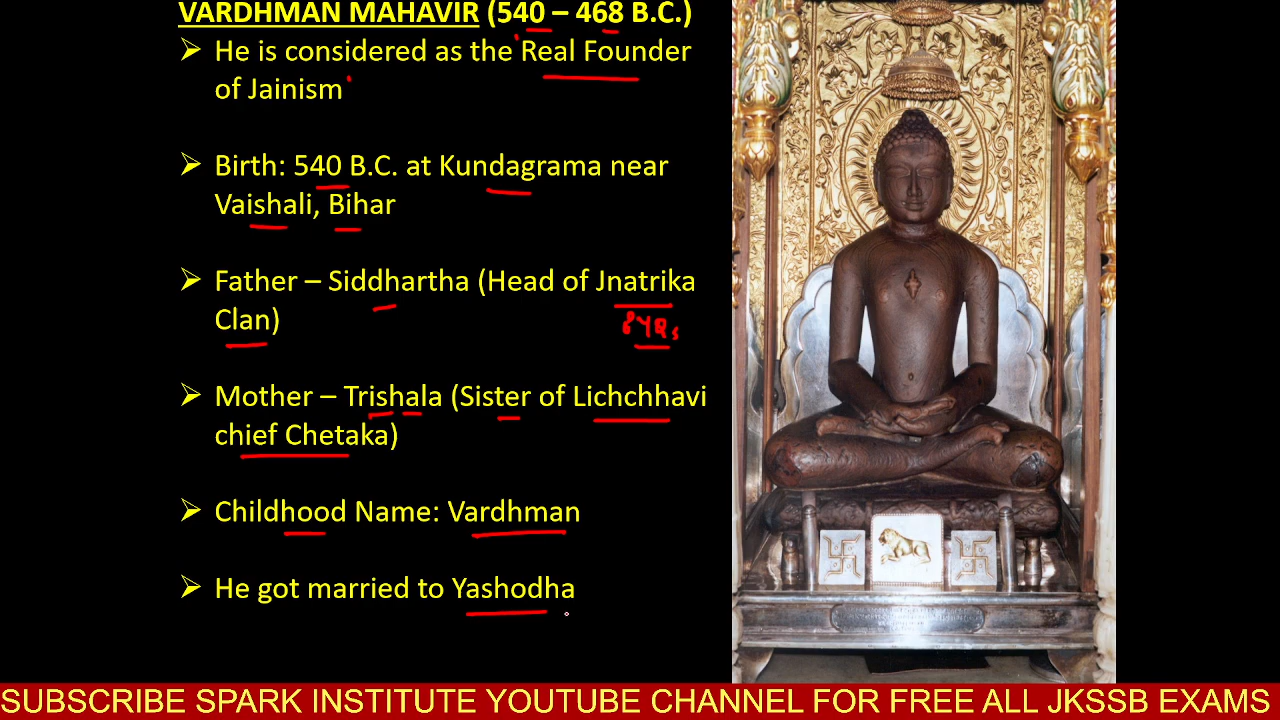 VARDHMAN MAHAVIR (540 – 468 B.C.)
➢ He is considered as the Real Founder
of Jainism
➢ Birth: 540 B.C. at Kundagrama near
Vaishali, Bihar
➢ Father – Siddhartha (Head of Jnatrika
Clan)
➢ Mother – Trishala (Sister of Lichchhavi
chief Chetaka)
➢ Childhood Name: Vardhman
➢ He got married to Yashodha
SUBSCRIBE SPARK INSTITUTE YOUTUBE CHANNEL FOR FREE ALL JKSSB EXAMS